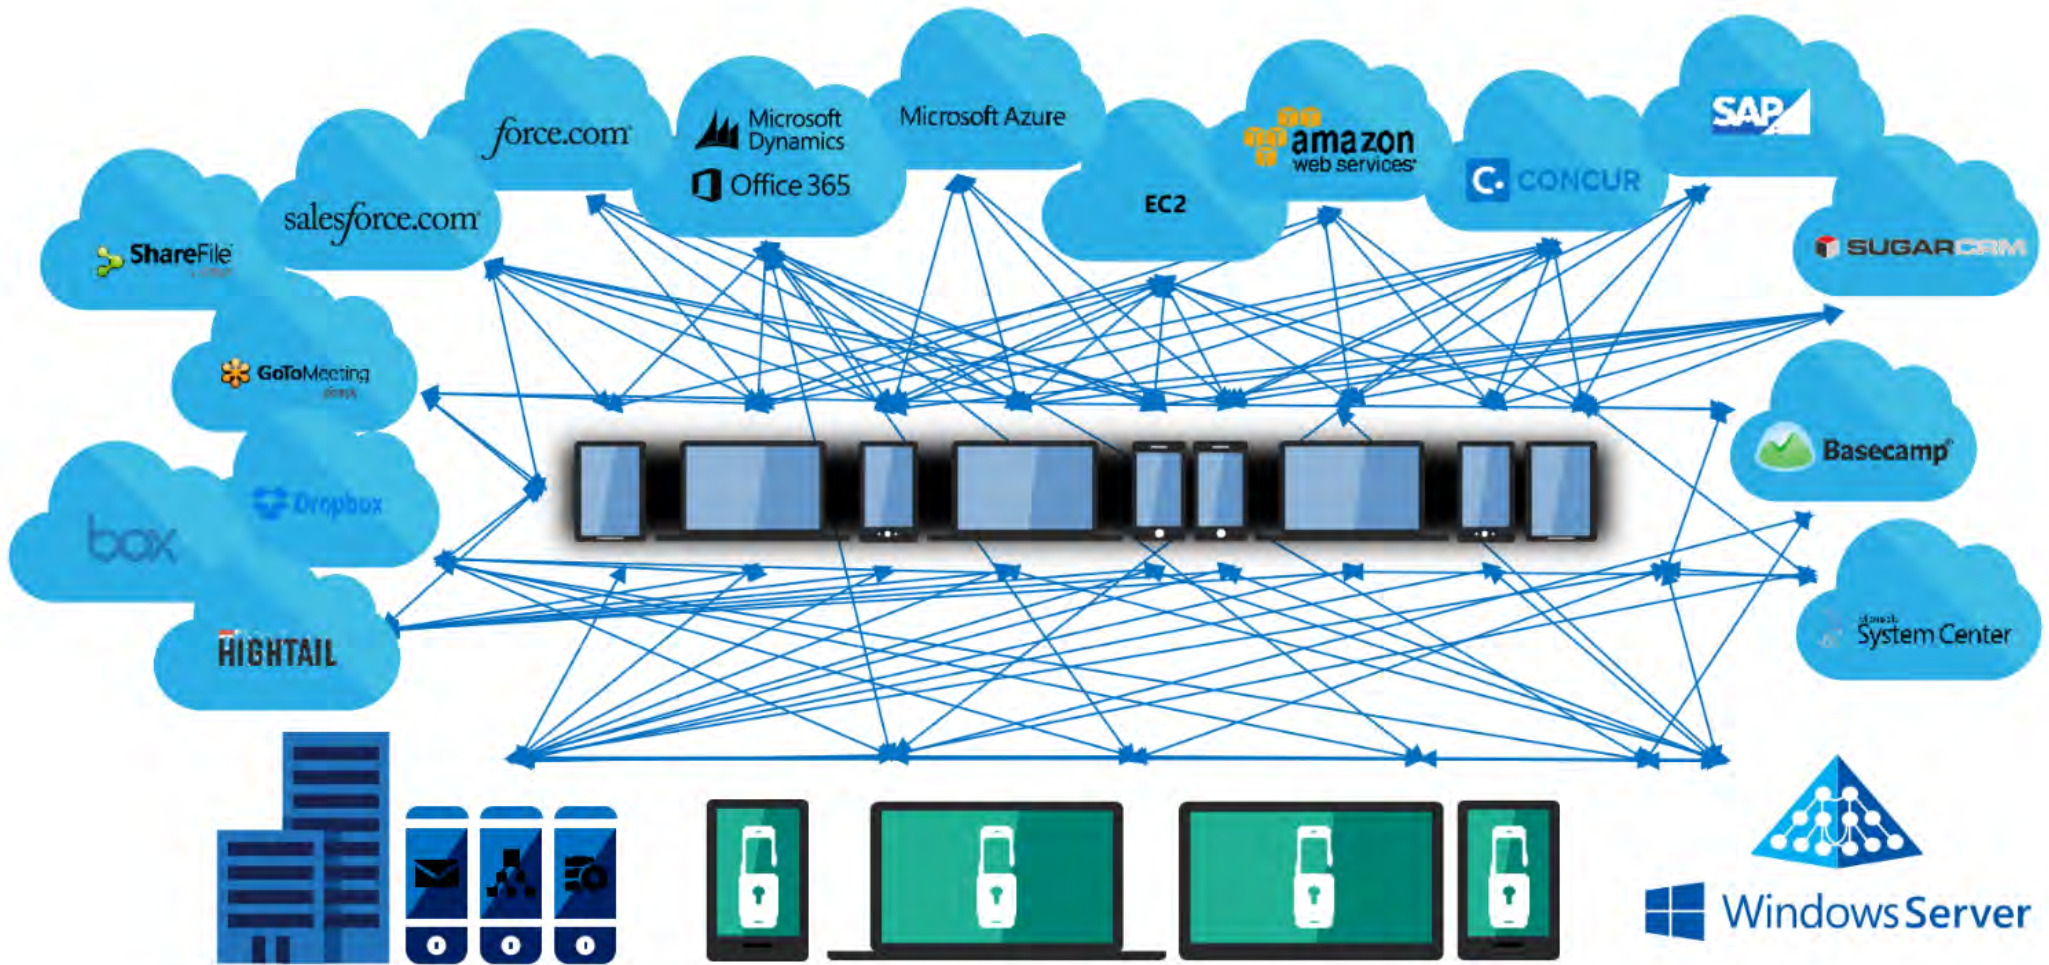 force.com
Microsoft
Dynamics
Office 365
Microsoft Azure
EC2
amazon
web services
C. CONCUR
SAP
SUGARCRM
salesforce.com
ShareFile
GoToMeeting
Dropbox
box
HIGHTAIL
Basecamp
System Center
Windows Server